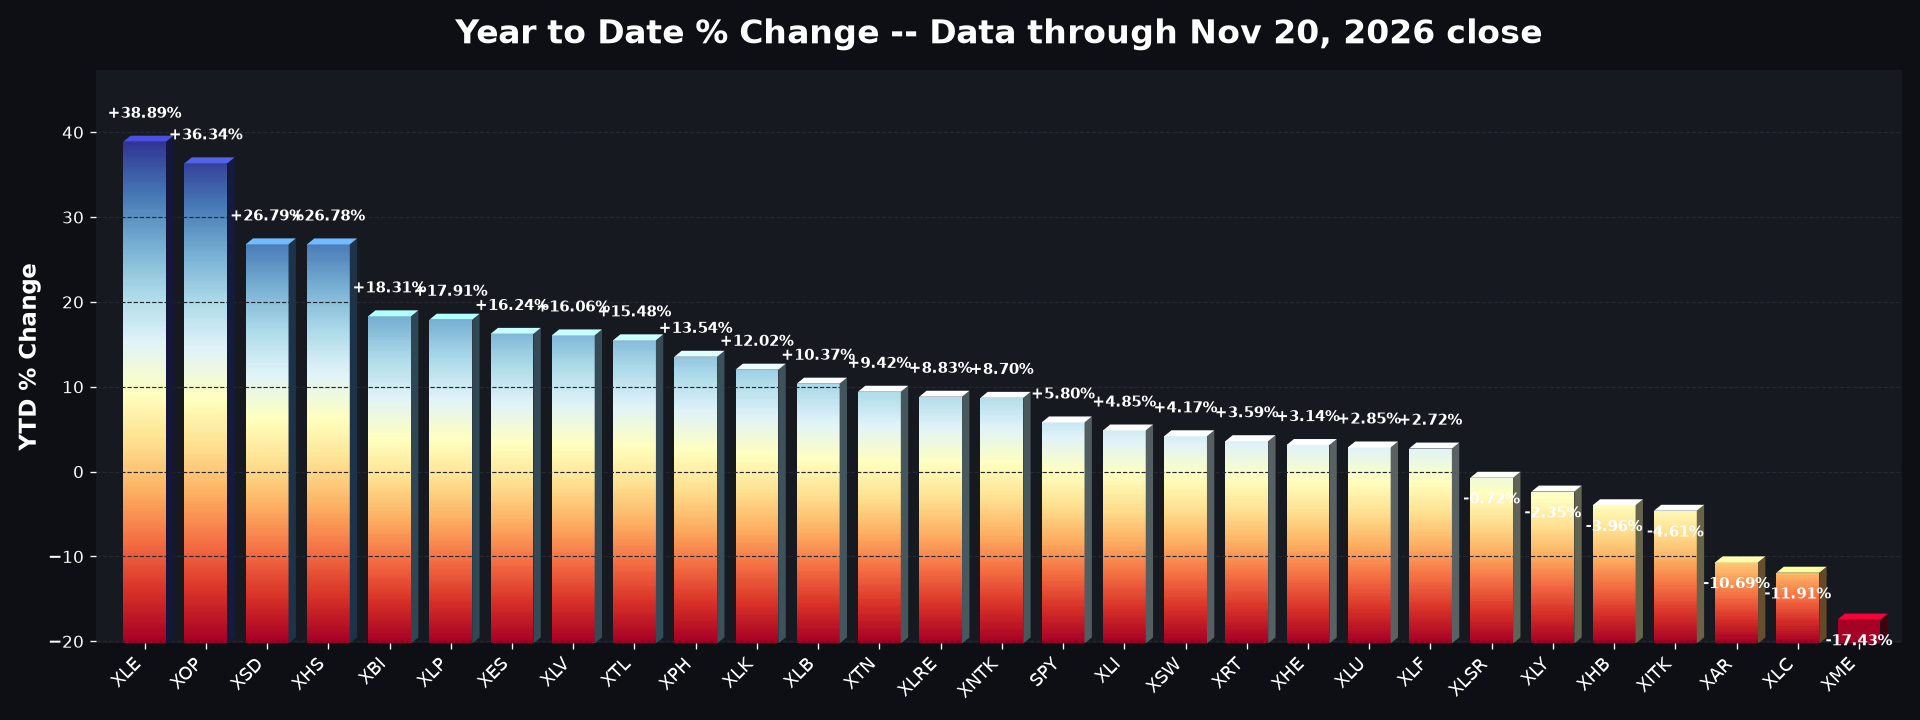 Year to Date % Change -- Data through Nov 20, 2026 close
YTD % Change
40
30
20
10
0
−10
−20
+38.89%
+36.34%
+26.79%
+26.78%
+18.31%
+17.91%
+16.24%
+16.06%
+15.48%
+13.54%
+12.02%
+10.37%
+9.42%
+8.83%
+8.70%
+5.80%
+4.85%
+4.17%
+3.59%
+3.14%
+2.85%
+2.72%
-0.72%
-2.35%
-3.96%
-4.61%
-10.69%
-11.91%
-17.43%
XLE
XOP
XSD
XHS
XBI
XLP
XES
XLV
XTL
XPH
XLK
XLB
XTN
XLRE
XNTK
SPY
XLI
XSW
XRT
XHE
XLU
XLF
XLSR
XLY
XHB
XITK
XAR
XLC
XME